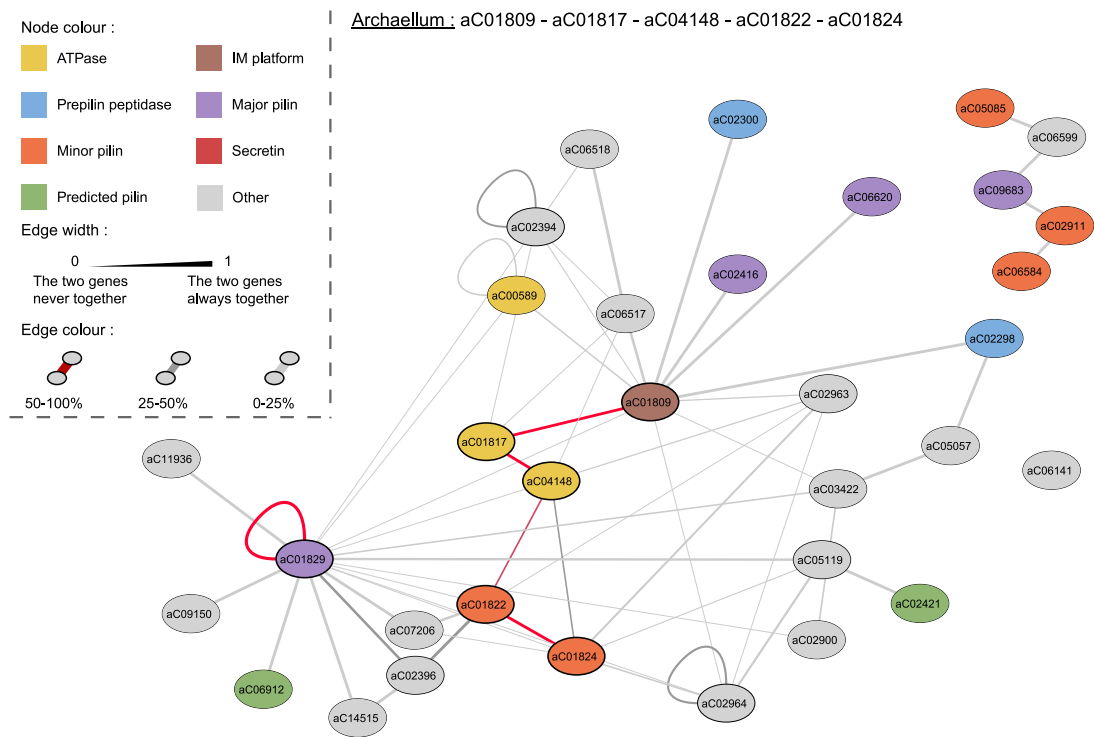 Archaellum : aC01809 - aC01817 - aC04148 - aC01822 - aC01824
Node colour :
ATPase
IM platform
Prepilin peptidase
Major pilin
Minor pilin
Secretin
Predicted pilin
Other
Edge width :
0
1
The two genes
never together
The two genes
always together
Edge colour :
50-100%
25-50%
0-25%
aC05085
aC02300
aC06599
aC06518
aC09683
aC06620
aC02394
aC02911
aC06584
aC02416
aC00589
aC06517
aC02298
aC02963
aC01809
aC01817
aC05057
aC11936
aC06141
aC04148
aC03422
aC01829
aC05119
aC01822
aC02421
aC09150
aC07206
aC02900
aC01824
aC02396
aC06912
aC02964
aC14515